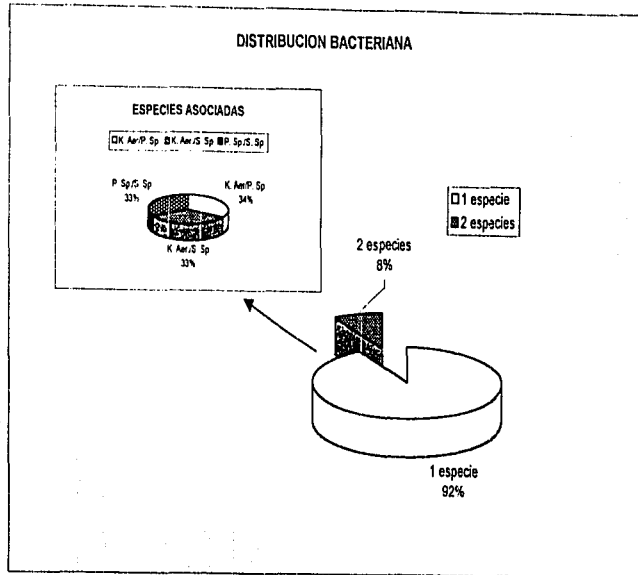 DISTRIBUCION BACTERIANA
ESPECIES ASOCIADAS
K. Aer/P. Sp K. Aer./S. Sp P. Sp/S. Sp
P. Sp/S. Sp
33%
K. Aer/P. Sp
34%
K. Aer./S. Sp
33%
1 especie
2 especies
2 especies
8%
1 especie
92%